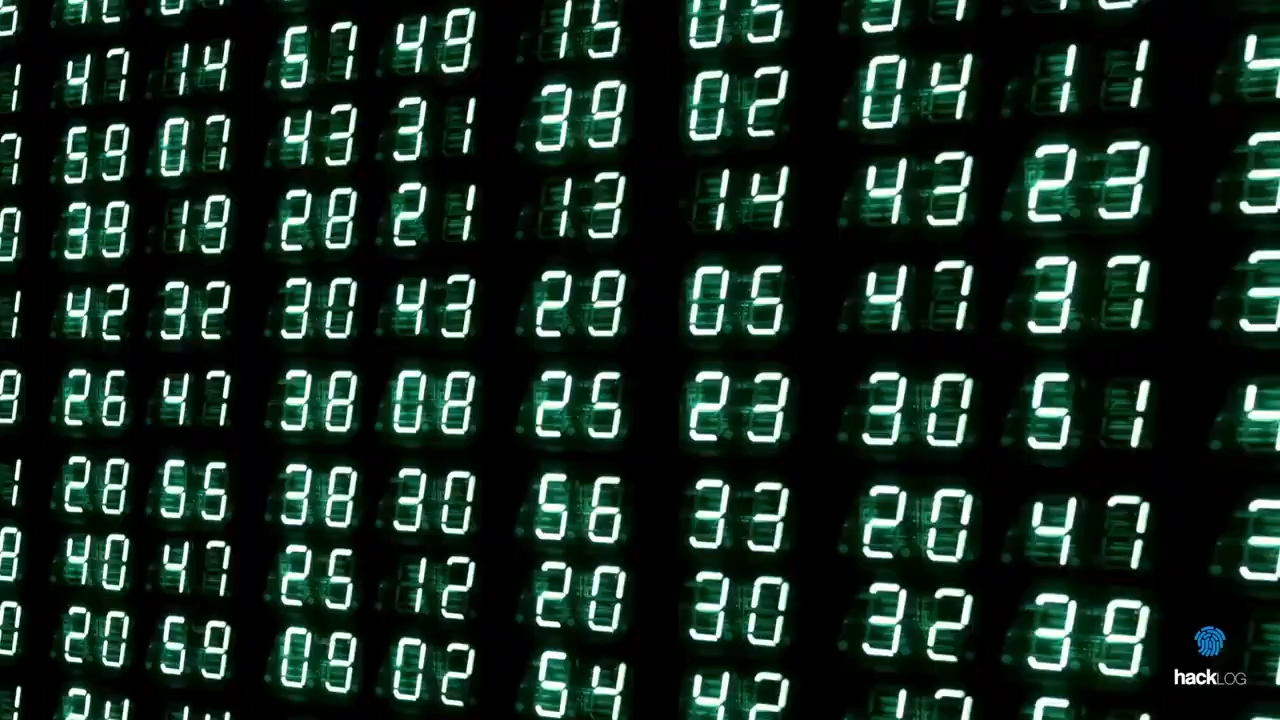 47 14 57 49 15 05
59 07 43 31 39 02 04 11
39 19 28 21 13 14 43 23
42 32 30 43 29 05 47 37
26 47 38 08 25 23 30 51
28 55 38 30 56 33 20 47
40 47 25 12 20 30 32 39
20 59 09 02 54 42
hackLOG